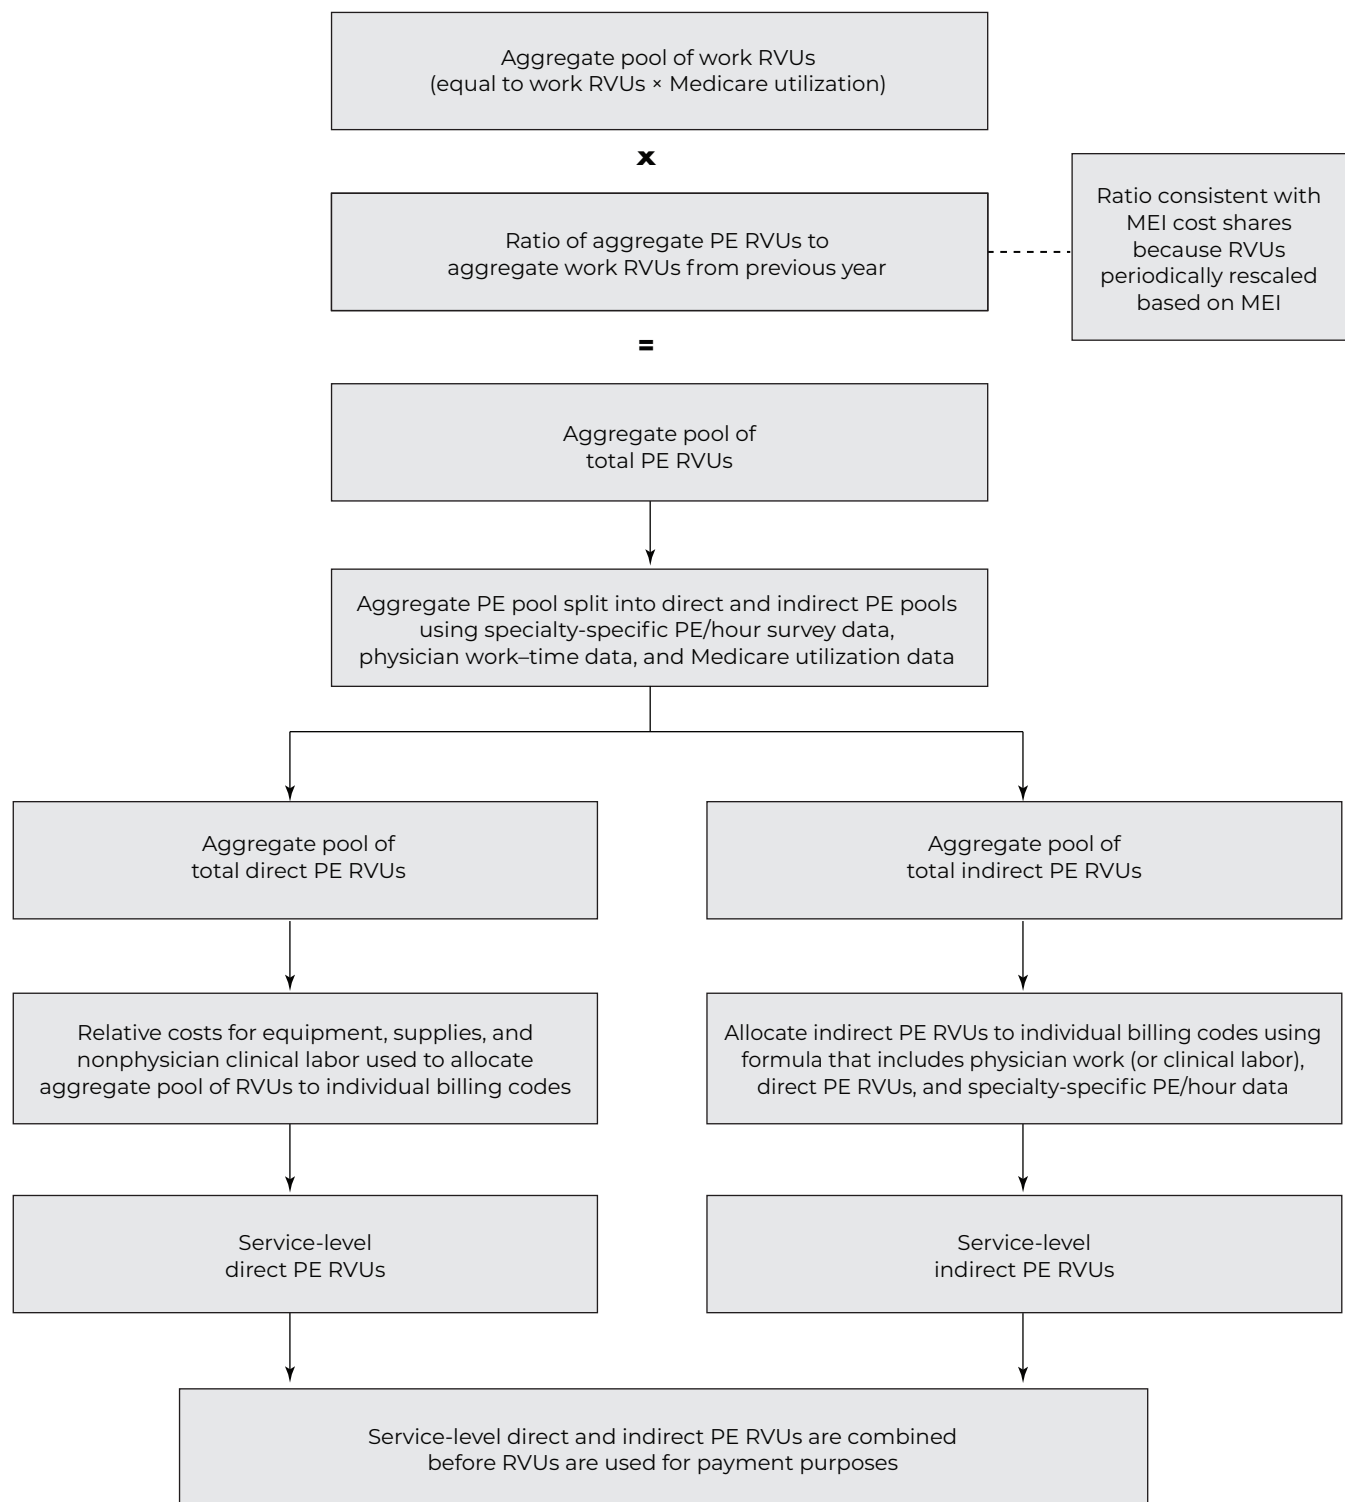 Aggregate pool of work RVUs
(equal to work RVUs × Medicare utilization)
x
Ratio of aggregate PE RVUs to
aggregate work RVUs from previous year
Ratio consistent with
MEI cost shares
because RVUs
periodically rescaled
based on MEI
=
Aggregate pool of
total PE RVUs
Aggregate PE pool split into direct and indirect PE pools
using specialty-specific PE/hour survey data,
physician work–time data, and Medicare utilization data
Aggregate pool of
total direct PE RVUs
Aggregate pool of
total indirect PE RVUs
Relative costs for equipment, supplies, and
nonphysician clinical labor used to allocate
aggregate pool of RVUs to individual billing codes
Allocate indirect PE RVUs to individual billing codes using
formula that includes physician work (or clinical labor),
direct PE RVUs, and specialty-specific PE/hour data
Service-level
direct PE RVUs
Service-level
indirect PE RVUs
Service-level direct and indirect PE RVUs are combined
before RVUs are used for payment purposes